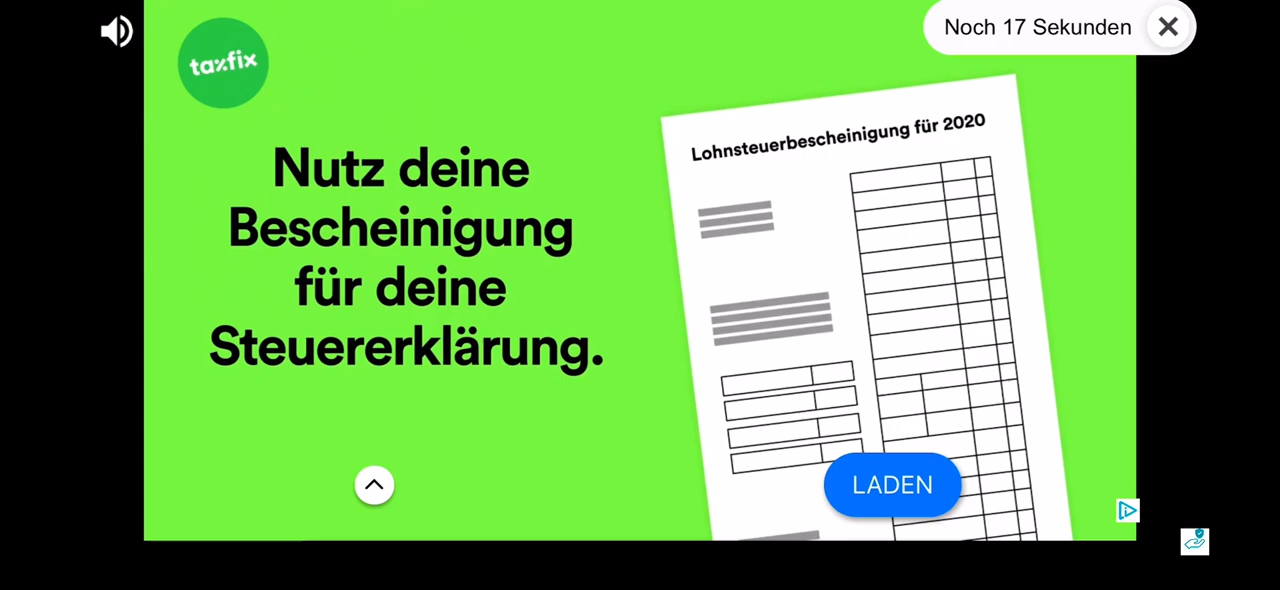 taxfix
Noch 17 Sekunden
Lohnsteuerbescheinigung für 2020
Nutz deine
Bescheinigung
für deine
Steuererklärung.
LADEN